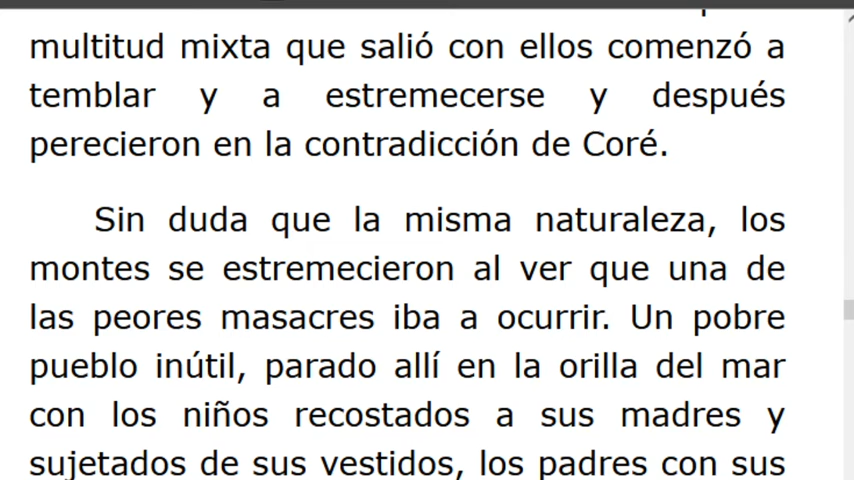 multitud mixta que salió con ellos comenzó a
temblar y a estremecerse y después
perecieron en la contradicción de Coré.
Sin duda que la misma naturaleza, los
montes se estremecieron al ver que una de
las peores masacres iba a ocurrir. Un pobre
pueblo inútil, parado allí en la orilla del mar
con los niños recostados a sus madres y
sujetados de sus vestidos, los padres con sus